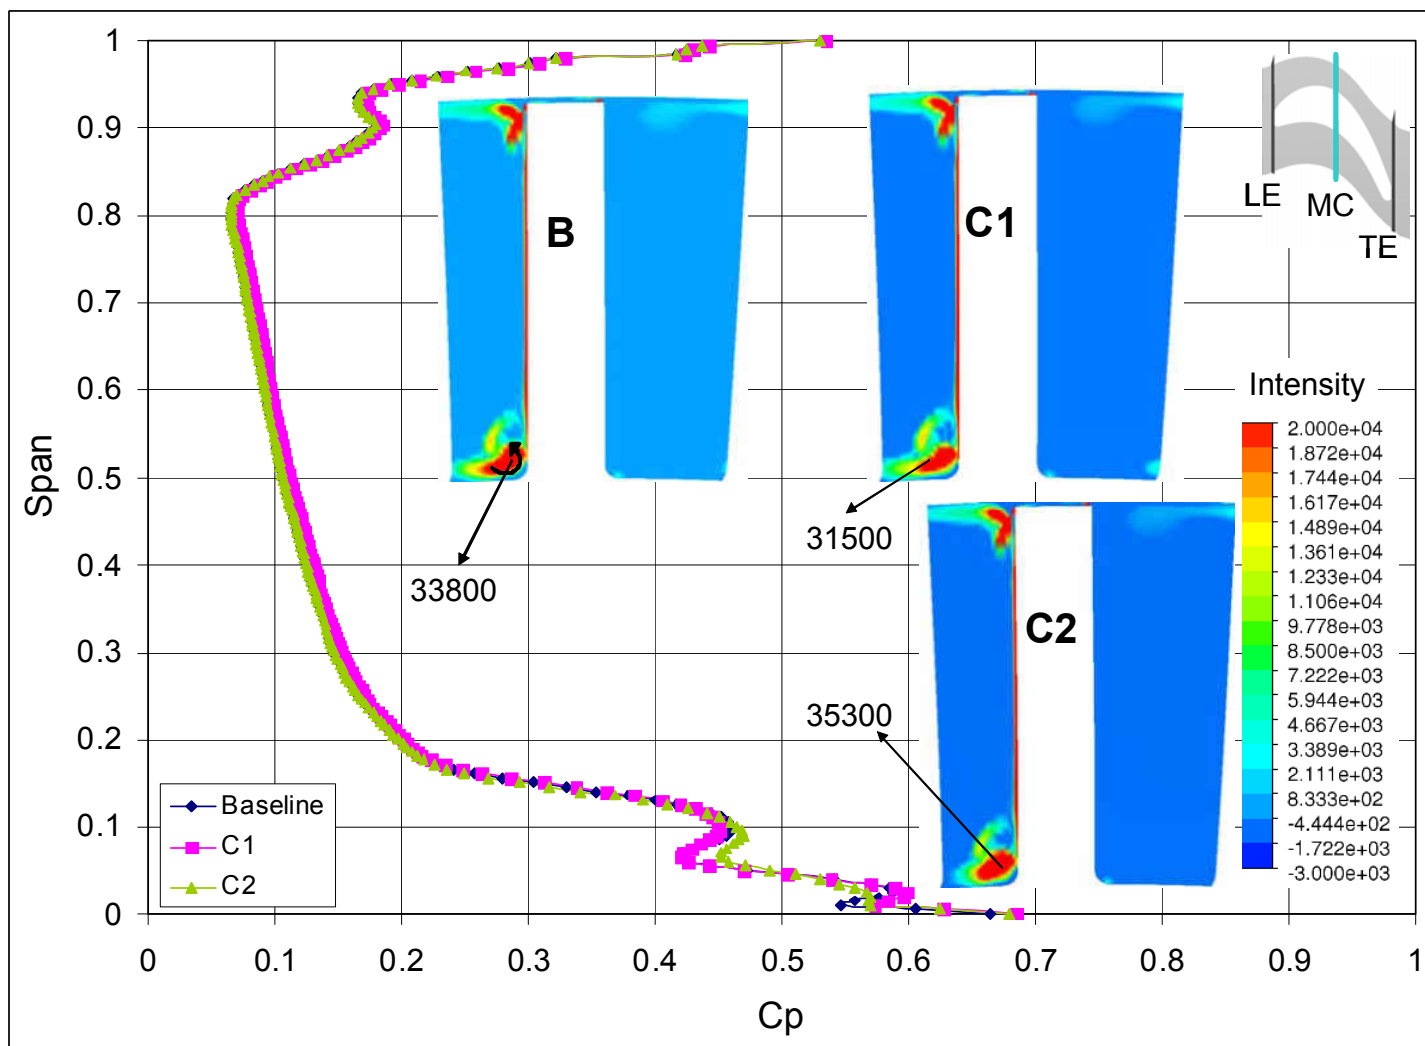 1
0.9
0.8
0.7
0.6
0.5
0.4
0.3
0.2
0.1
0
Span
0
0.1
0.2
0.3
0.4
0.5
0.6
0.7
0.8
0.9
1
Cp
Baseline
C1
C2
B
33800
C1
31500
C2
35300
LE
MC
TE
Intensity
2.000e+04
1.872e+04
1.744e+04
1.617e+04
1.489e+04
1.361e+04
1.233e+04
1.106e+04
9.778e+03
8.500e+03
7.222e+03
5.944e+03
4.667e+03
3.389e+03
2.111e+03
8.333e+02
-4.444e+02
-1.722e+03
-3.000e+03